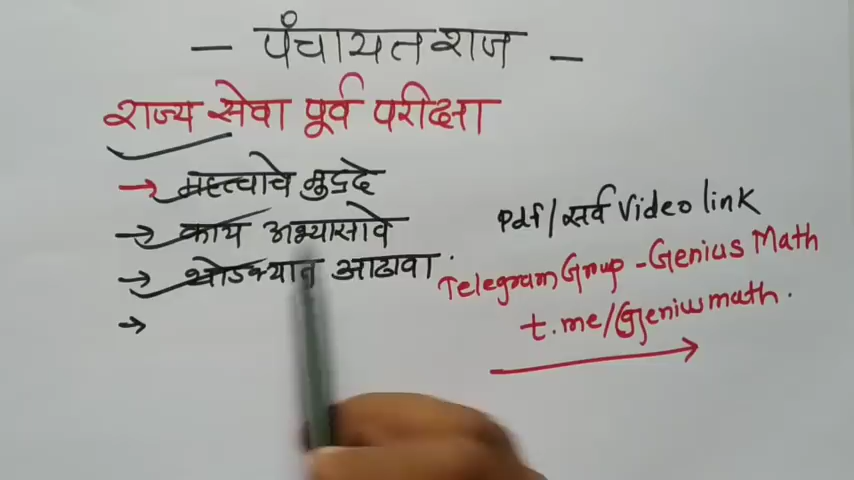 - पंचायतराज -
राज्य सेवा पूर्व परीक्षा
→ महत्त्वाचे मुद्दे
→ काय अभ्यासावे
→ थोडक्यात आढावा.
→
Pdf/सर्व Video link
Telegram Group - Genius Math
t.me/Geniusmath.